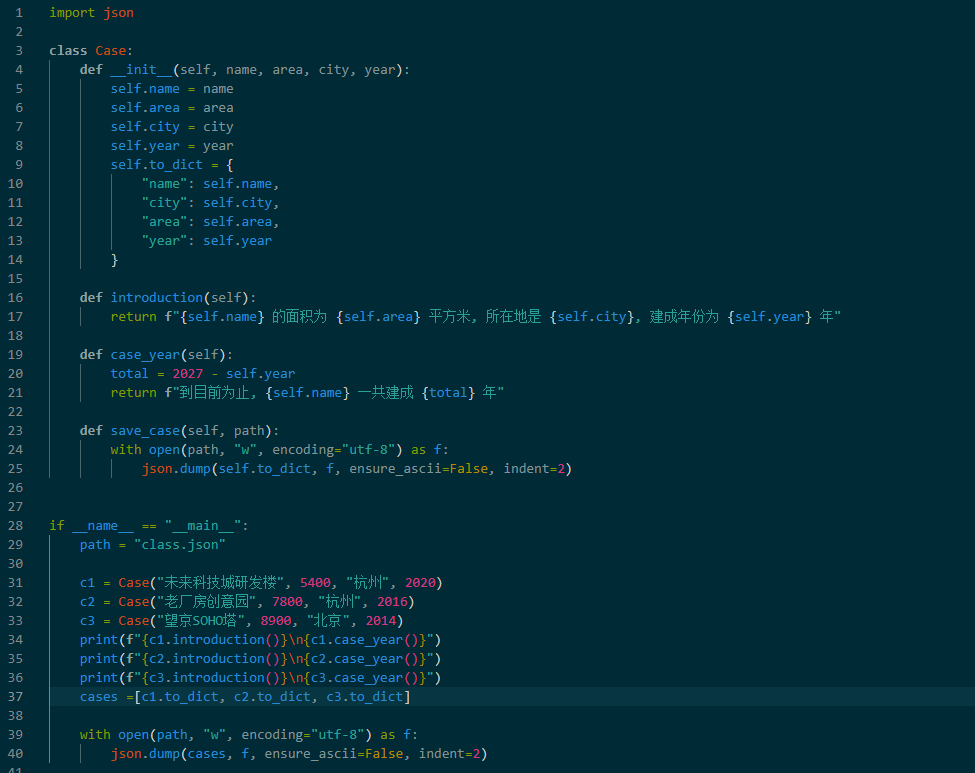 1 import json
2
3 class Case:
4     def __init__(self, name, area, city, year):
5         self.name = name
6         self.area = area
7         self.city = city
8         self.year = year
9         self.to_dict = {
10             "name": self.name,
11             "city": self.city,
12             "area": self.area,
13             "year": self.year
14         }
15
16     def introduction(self):
17         return f"{self.name} 的面积为 {self.area} 平方米, 所在地是 {self.city}, 建成年份为 {self.year} 年"
18
19     def case_year(self):
20         total = 2027 - self.year
21         return f"到目前为止, {self.name} 一共建成 {total} 年"
22
23     def save_case(self, path):
24         with open(path, "w", encoding="utf-8") as f:
25             json.dump(self.to_dict, f, ensure_ascii=False, indent=2)
26
27
28 if __name__ == "__main__":
29     path = "class.json"
30
31     c1 = Case("未来科技城研发楼", 5400, "杭州", 2020)
32     c2 = Case("老厂房创意园", 7800, "杭州", 2016)
33     c3 = Case("望京SOHO塔", 8900, "北京", 2014)
34     print(f"{c1.introduction()}\n{c1.case_year()}")
35     print(f"{c2.introduction()}\n{c2.case_year()}")
36     print(f"{c3.introduction()}\n{c3.case_year()}")
37     cases =[c1.to_dict, c2.to_dict, c3.to_dict]
38
39     with open(path, "w", encoding="utf-8") as f:
40         json.dump(cases, f, ensure_ascii=False, indent=2)
41